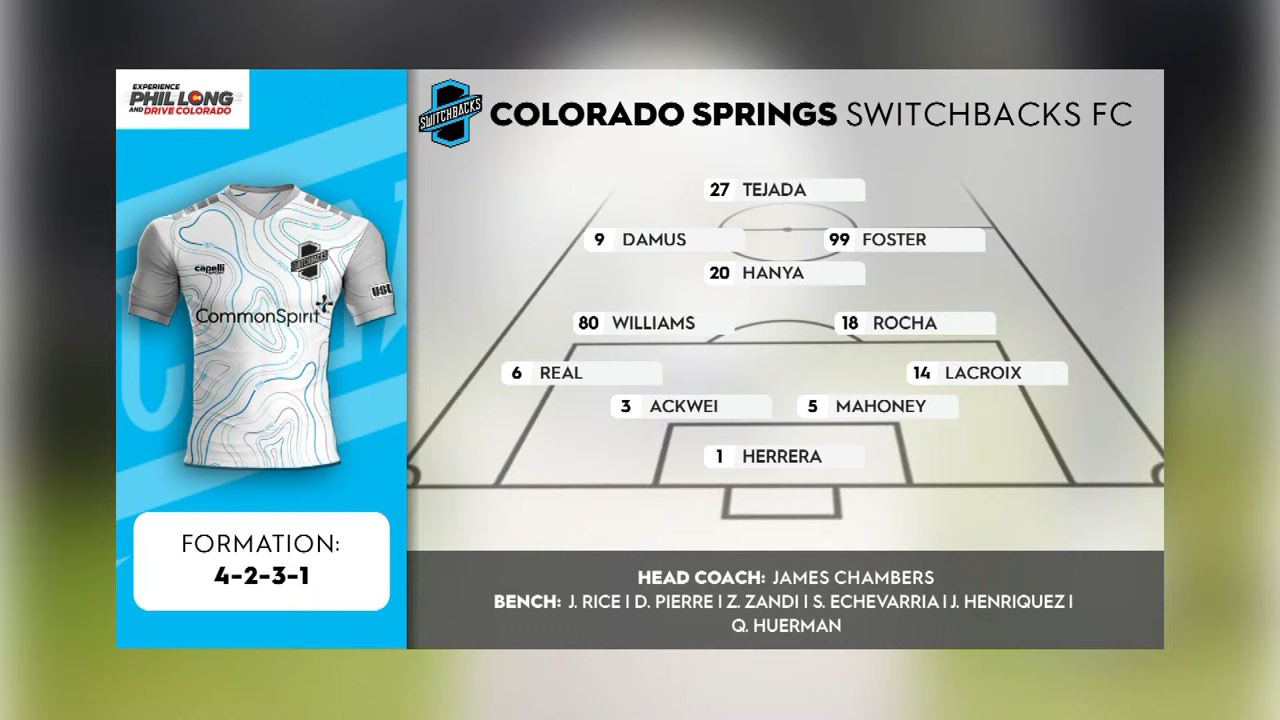 EXPERIENCE
PHIL LONG
AND DRIVE COLORADO
SWITCHBACKS
COLORADO SPRINGS SWITCHBACKS FC
27 TEJADA
9 DAMUS
99 FOSTER
20 HANYA
80 WILLIAMS
18 ROCHA
6 REAL
14 LACROIX
3 ACKWEI
5 MAHONEY
1 HERRERA
capelli
SWITCHBACKS
USL
CommonSpirit
FORMATION:
4-2-3-1
HEAD COACH: JAMES CHAMBERS
BENCH: J. RICE | D. PIERRE | Z. ZANDI | S. ECHEVARRIA | J. HENRIQUEZ |
Q. HUERMAN